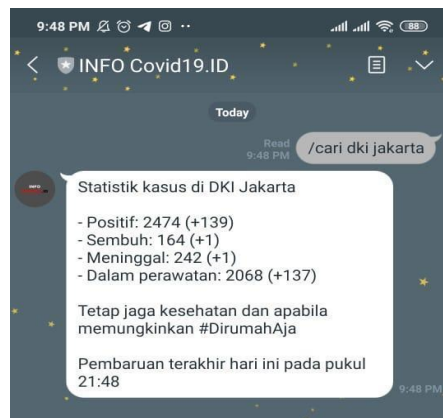 9:48 PM
88
INFO Covid19.ID
Today
Read
9:48 PM
/cari dki jakarta
Statistik kasus di DKI Jakarta
- Positif: 2474 (+139)
- Sembuh: 164 (+1)
- Meninggal: 242 (+1)
- Dalam perawatan: 2068 (+137)
Tetap jaga kesehatan dan apabila
memungkinkan #DirumahAja
Pembaruan terakhir hari ini pada pukul
21:48
9:48 PM